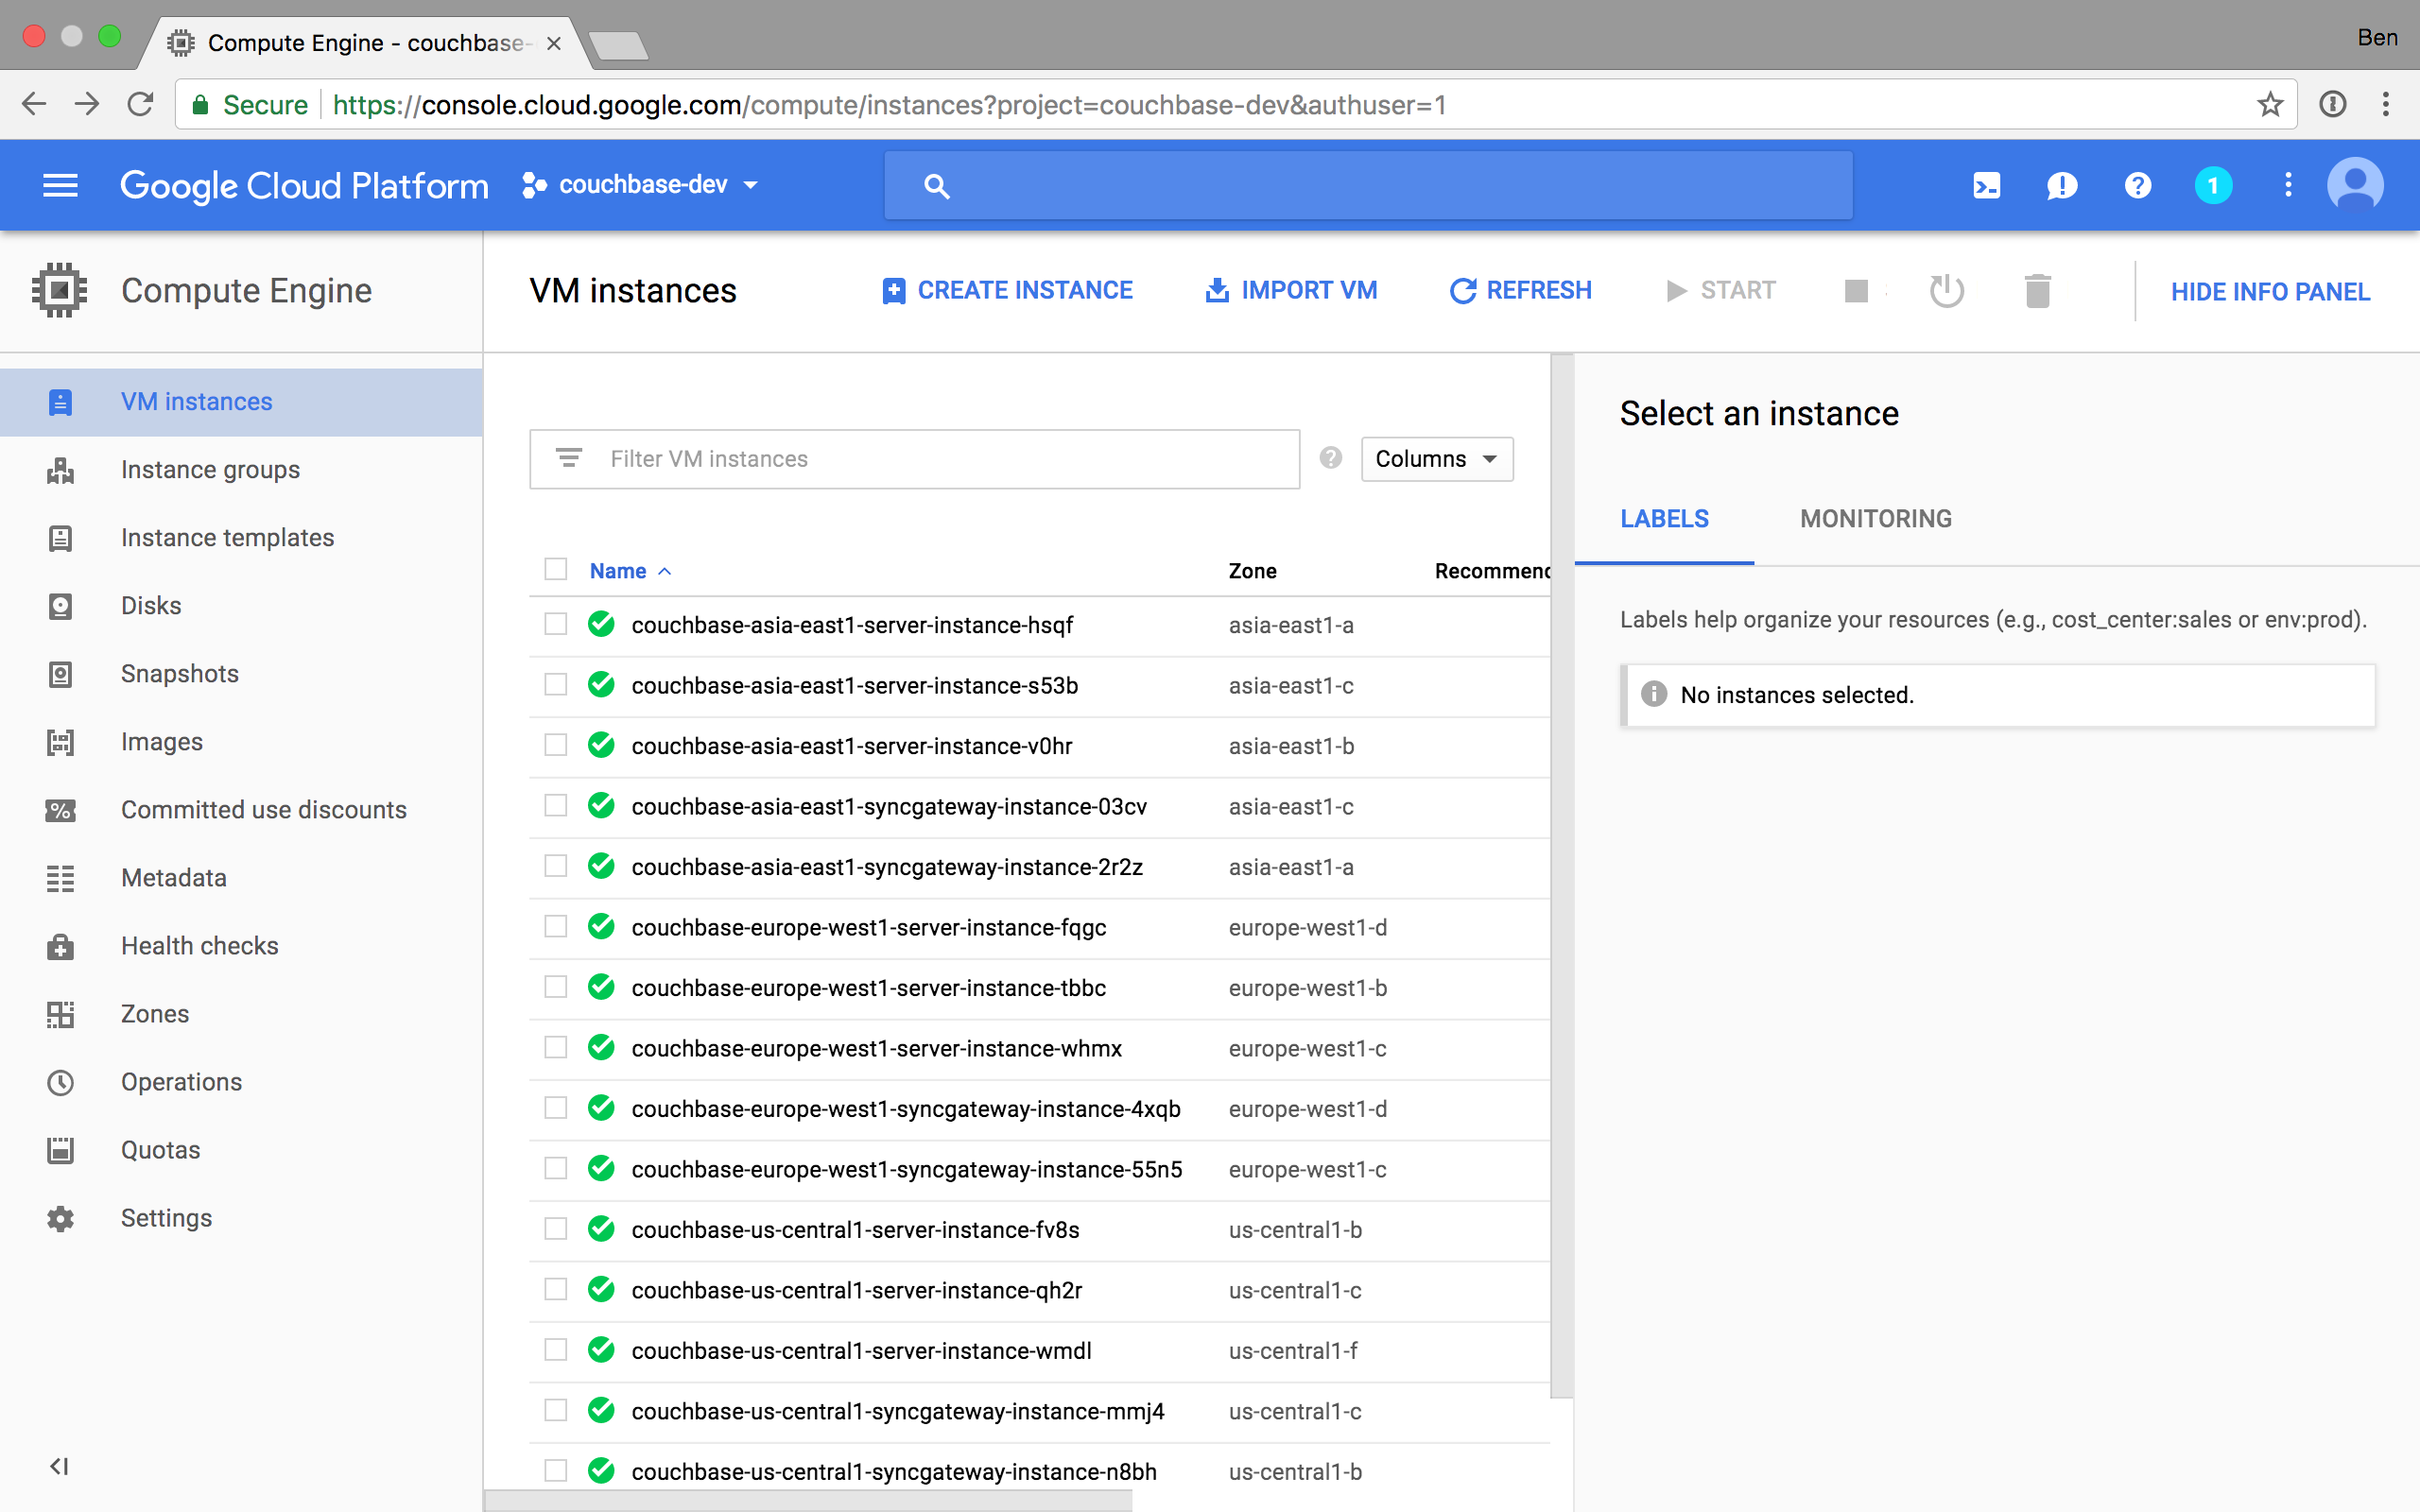 Compute Engine - couchbase-
Ben
Secure https://console.cloud.google.com/compute/instances?project=couchbase-dev&authuser=1
Google Cloud Platform couchbase-dev 1
Compute Engine
VM instances CREATE INSTANCE IMPORT VM REFRESH START HIDE INFO PANEL
VM instances
Instance groups
Instance templates
Disks
Snapshots
Images
Committed use discounts
Metadata
Health checks
Zones
Operations
Quotas
Settings
Filter VM instances Columns
Name Zone Recommend
couchbase-asia-east1-server-instance-hsqf asia-east1-a
couchbase-asia-east1-server-instance-s53b asia-east1-c
couchbase-asia-east1-server-instance-v0hr asia-east1-b
couchbase-asia-east1-syncgateway-instance-03cv asia-east1-c
couchbase-asia-east1-syncgateway-instance-2r2z asia-east1-a
couchbase-europe-west1-server-instance-fqgc europe-west1-d
couchbase-europe-west1-server-instance-tbbc europe-west1-b
couchbase-europe-west1-server-instance-whmx europe-west1-c
couchbase-europe-west1-syncgateway-instance-4xqb europe-west1-d
couchbase-europe-west1-syncgateway-instance-55n5 europe-west1-c
couchbase-us-central1-server-instance-fv8s us-central1-b
couchbase-us-central1-server-instance-qh2r us-central1-c
couchbase-us-central1-server-instance-wmdl us-central1-f
couchbase-us-central1-syncgateway-instance-mmj4 us-central1-c
couchbase-us-central1-syncgateway-instance-n8bh us-central1-b
Select an instance
LABELS MONITORING
Labels help organize your resources (e.g., cost_center:sales or env:prod).
No instances selected.